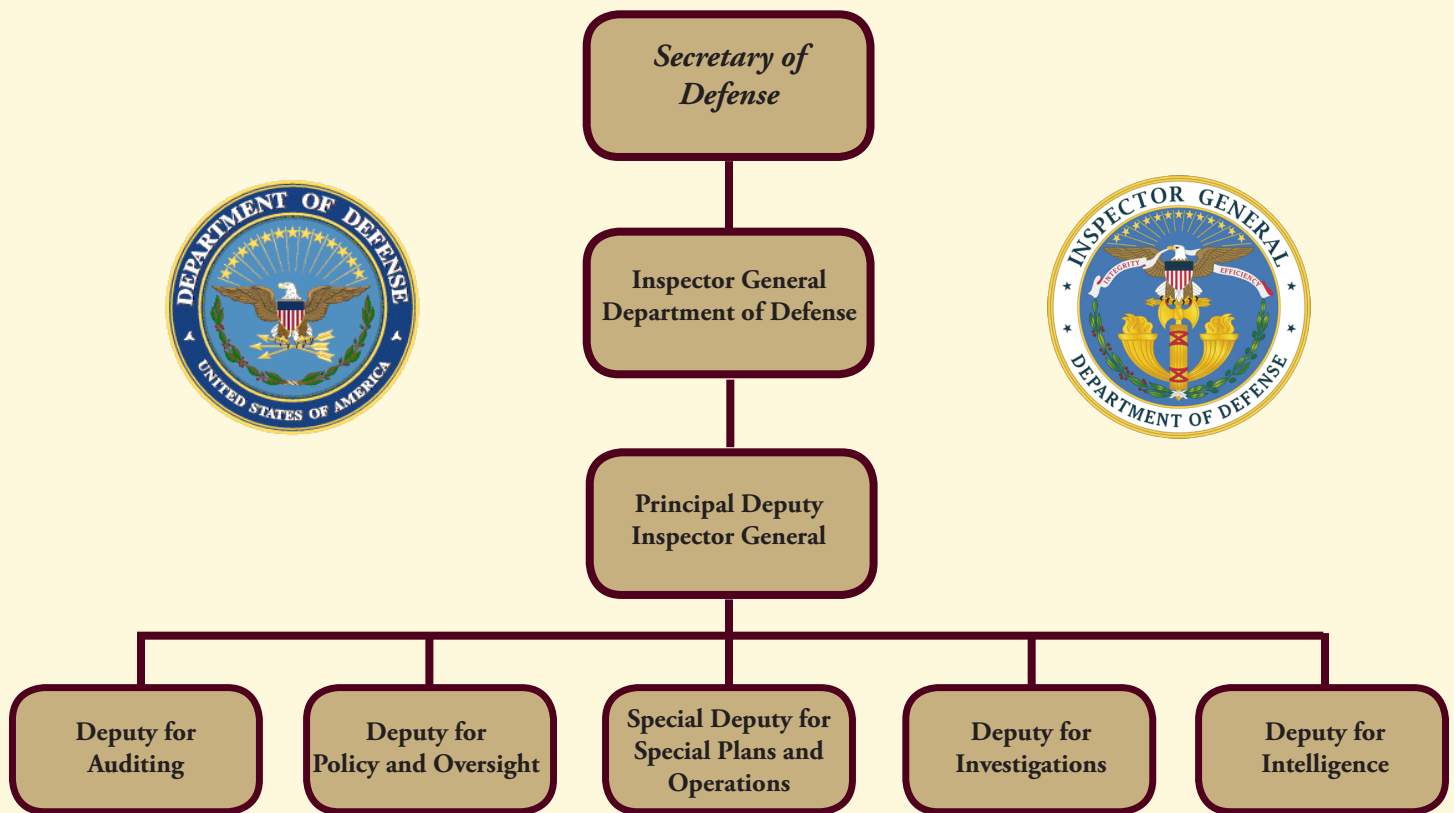 Secretary of
Defense
DEPARTMENT OF DEFENSE
UNITED STATES OF AMERICA
Inspector General
Department of Defense
INSPECTOR GENERAL
INTEGRITY
EFFICIENCY
DEPARTMENT OF DEFENSE
Principal Deputy
Inspector General
Deputy for
Auditing
Deputy for
Policy and Oversight
Special Deputy for
Special Plans and
Operations
Deputy for
Investigations
Deputy for
Intelligence